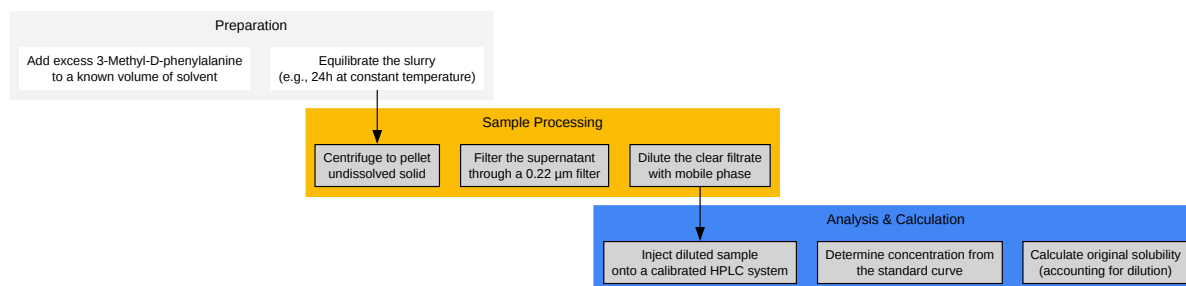 Preparation
Add excess 3-Methyl-D-phenylalanine
to a known volume of solvent
Equilibrate the slurry
(e.g., 24h at constant temperature)
Sample Processing
Centrifuge to pellet
undissolved solid
Filter the supernatant
through a 0.22 µm filter
Dilute the clear filtrate
with mobile phase
Analysis & Calculation
Inject diluted sample
onto a calibrated HPLC system
Determine concentration from
the standard curve
Calculate original solubility
(accounting for dilution)